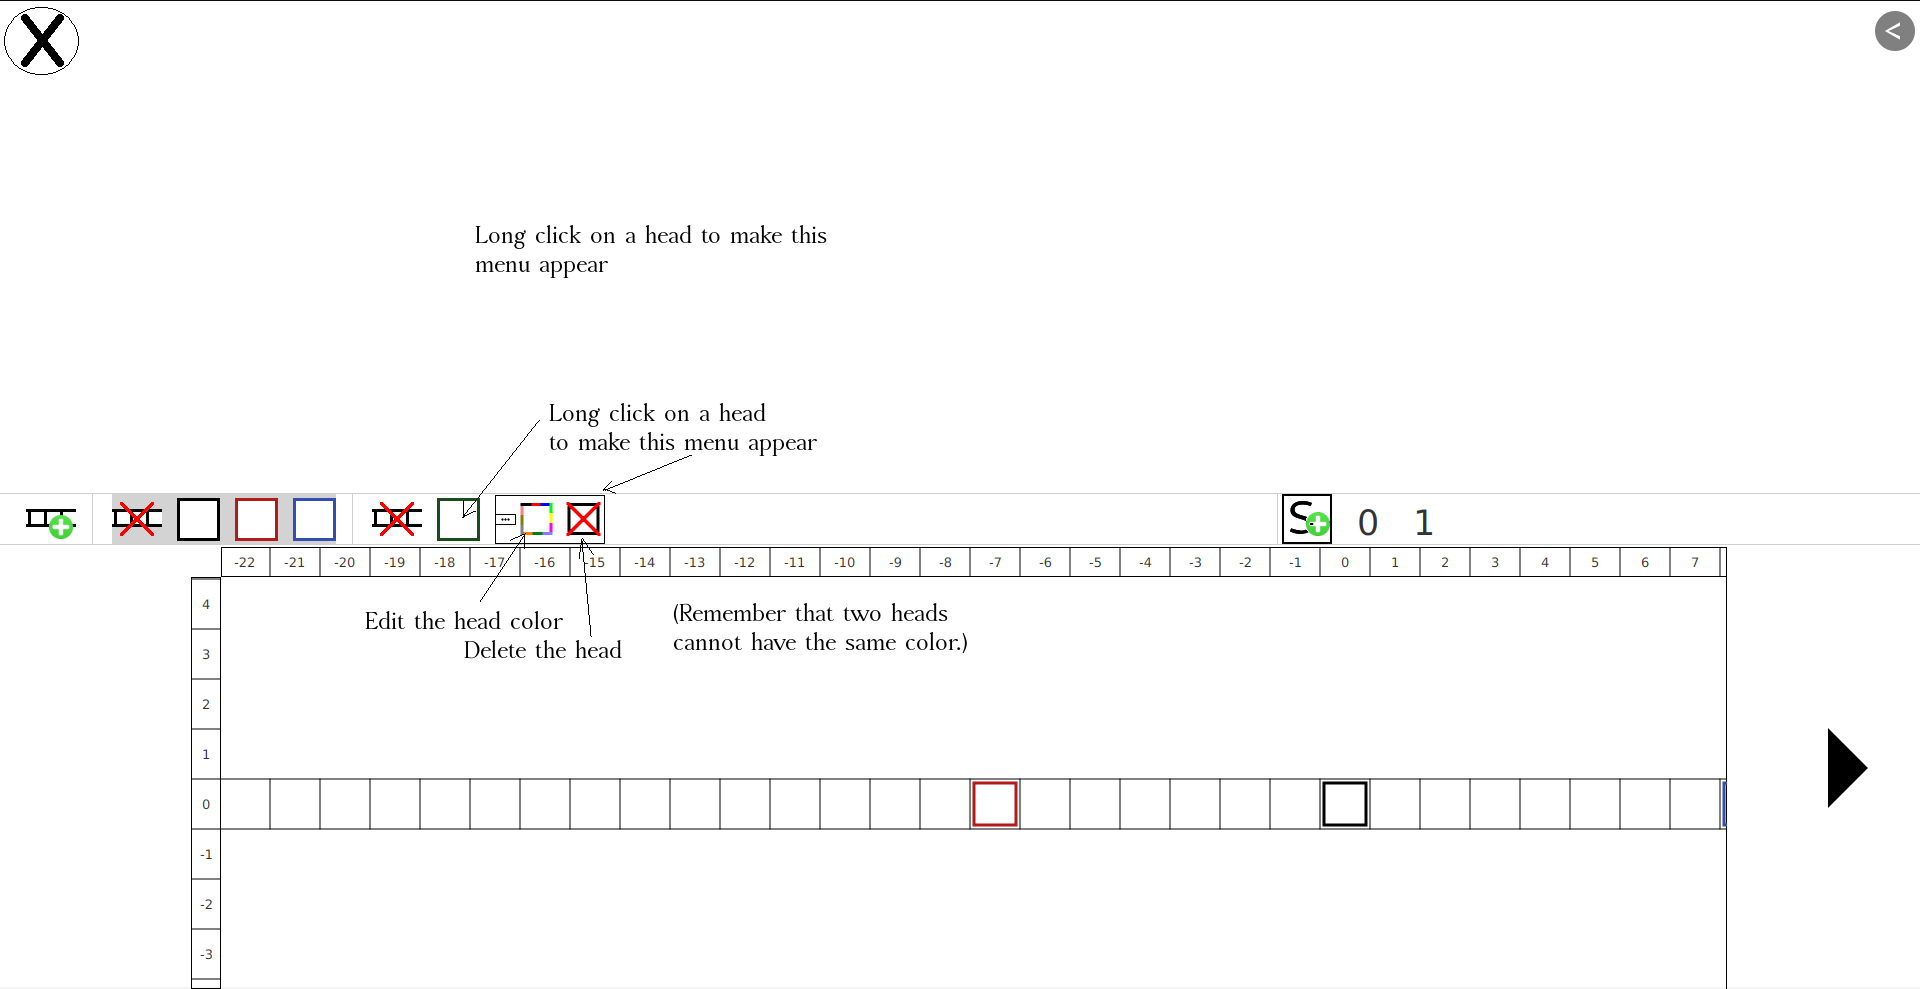 X
<
Long click on a head to make this
menu appear
Long click on a head
to make this menu appear
S 0 1
-22 -21 -20 -19 -18 -17 -16 -15 -14 -13 -12 -11 -10 -9 -8 -7 -6 -5 -4 -3 -2 -1 0 1 2 3 4 5 6 7
4
Edit the head color
(Remember that two heads
cannot have the same color.)
Delete the head
3
2
1
0
-1
-2
-3